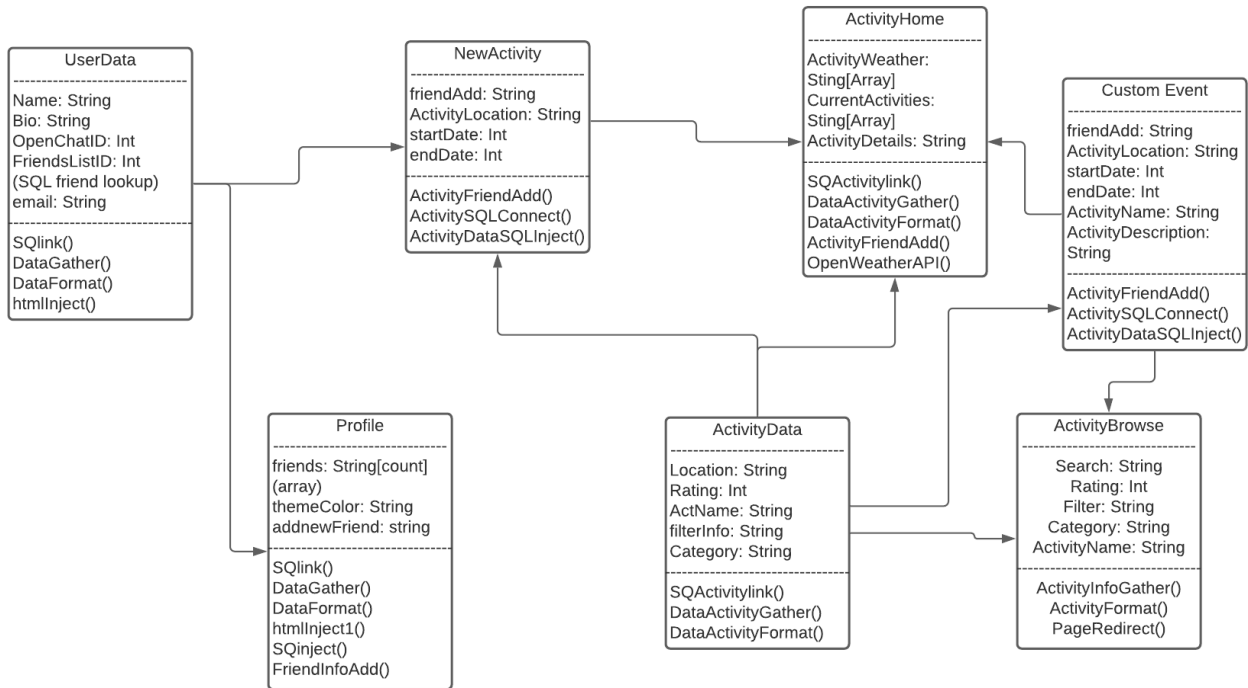 UserData
Name: String
Bio: String
OpenChatID: Int
FriendsListID: Int
(SQL friend lookup)
email: String
SQlink()
DataGather()
DataFormat()
htmlInject()
NewActivity
friendAdd: String
ActivityLocation: String
startDate: Int
endDate: Int
ActivityFriendAdd()
ActivitySQLConnect()
ActivityDataSQLInject()
ActivityHome
ActivityWeather:
Sting[Array]
CurrentActivities:
Sting[Array]
ActivityDetails: String
SQActivitylink()
DataActivityGather()
DataActivityFormat()
ActivityFriendAdd()
OpenWeatherAPI()
Custom Event
friendAdd: String
ActivityLocation: String
startDate: Int
endDate: Int
ActivityName: String
ActivityDescription:
String
ActivityFriendAdd()
ActivitySQLConnect()
ActivityDataSQLInject()
Profile
friends: String[count]
(array)
themeColor: String
addnewFriend: string
SQlink()
DataGather()
DataFormat()
htmlInject1()
SQinject()
FriendInfoAdd()
ActivityData
Location: String
Rating: Int
ActName: String
filterInfo: String
Category: String
SQActivitylink()
DataActivityGather()
DataActivityFormat()
ActivityBrowse
Search: String
Rating: Int
Filter: String
Category: String
ActivityName: String
ActivityInfoGather()
ActivityFormat()
PageRedirect()